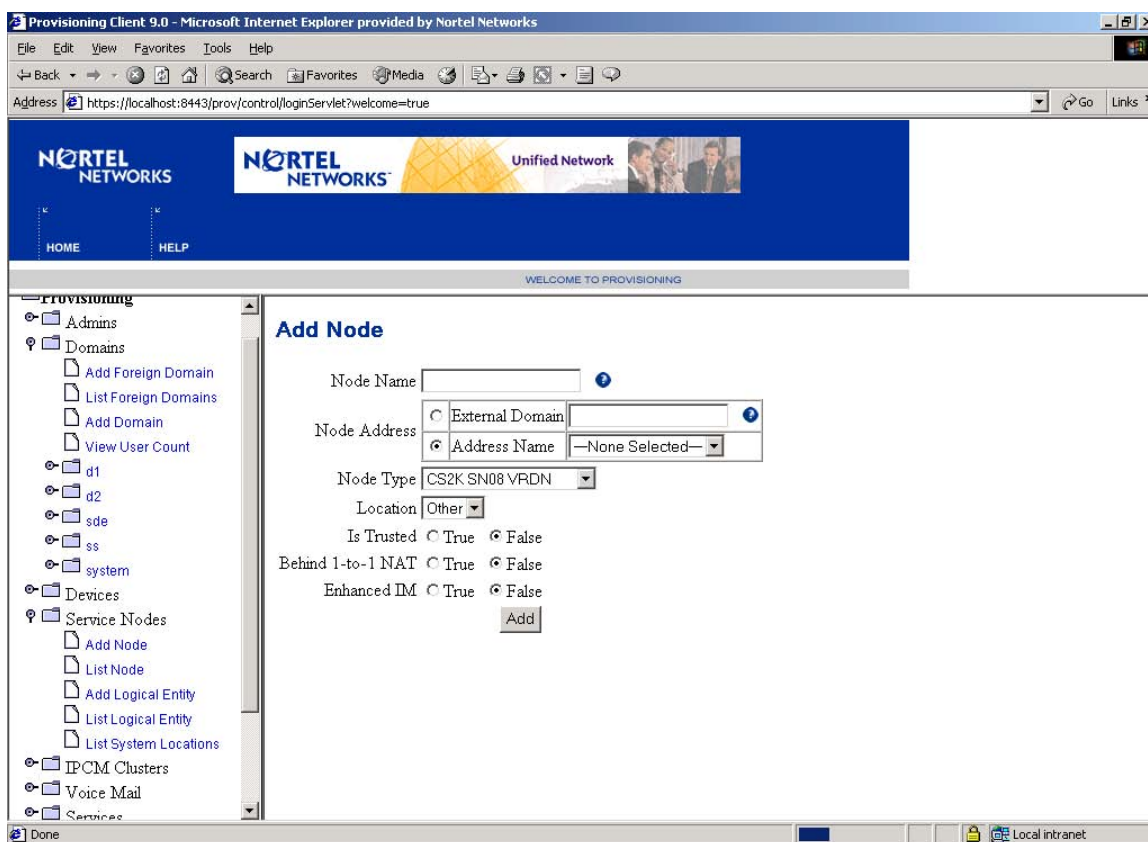 Provisioning Client 9.0 - Microsoft Internet Explorer provided by Nortel Networks
File Edit View Favorites Tools Help
Back Search Favorites Media
Address https://localhost:8443/prov/control/loginServlet?welcome=true Go Links
NORTEL NETWORKS
NORTEL NETWORKS Unified Network
HOME HELP
WELCOME TO PROVISIONING
Provisioning
Admins
Domains
Add Foreign Domain
List Foreign Domains
Add Domain
View User Count
d1
d2
sde
ss
system
Devices
Service Nodes
Add Node
List Node
Add Logical Entity
List Logical Entity
List System Locations
IPCM Clusters
Voice Mail
Services
Add Node
Node Name
Node Address
External Domain
Address Name —None Selected—
Node Type CS2K SN08 VRDN
Location Other
Is Trusted True False
Behind 1-to-1 NAT True False
Enhanced IM True False
Add
Done Local intranet